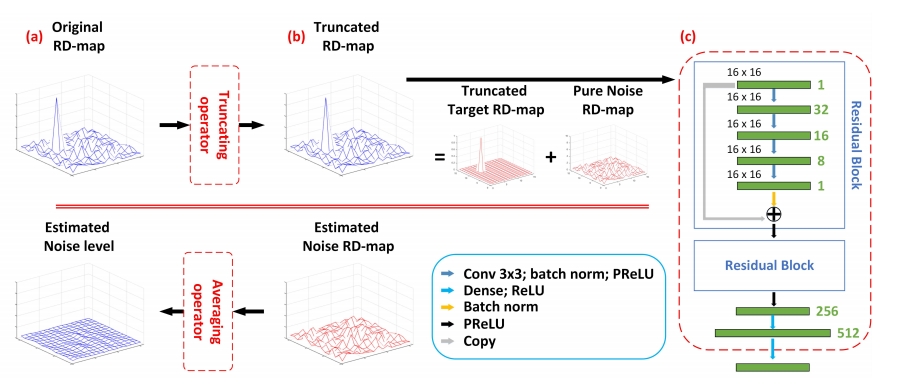 (a)
Original
RD-map
Truncating
operator
(b)
Truncated
RD-map
Truncated
Target RD-map
Pure Noise
RD-map
=
+
(c)
16 x 16
1
16 x 16
32
16 x 16
16
16 x 16
8
16 x 16
1
Residual Block
Residual Block
256
512
Estimated
Noise level
Averaging
operator
Estimated
Noise RD-map
Conv 3x3; batch norm; PReLU
Dense; ReLU
Batch norm
PReLU
Copy